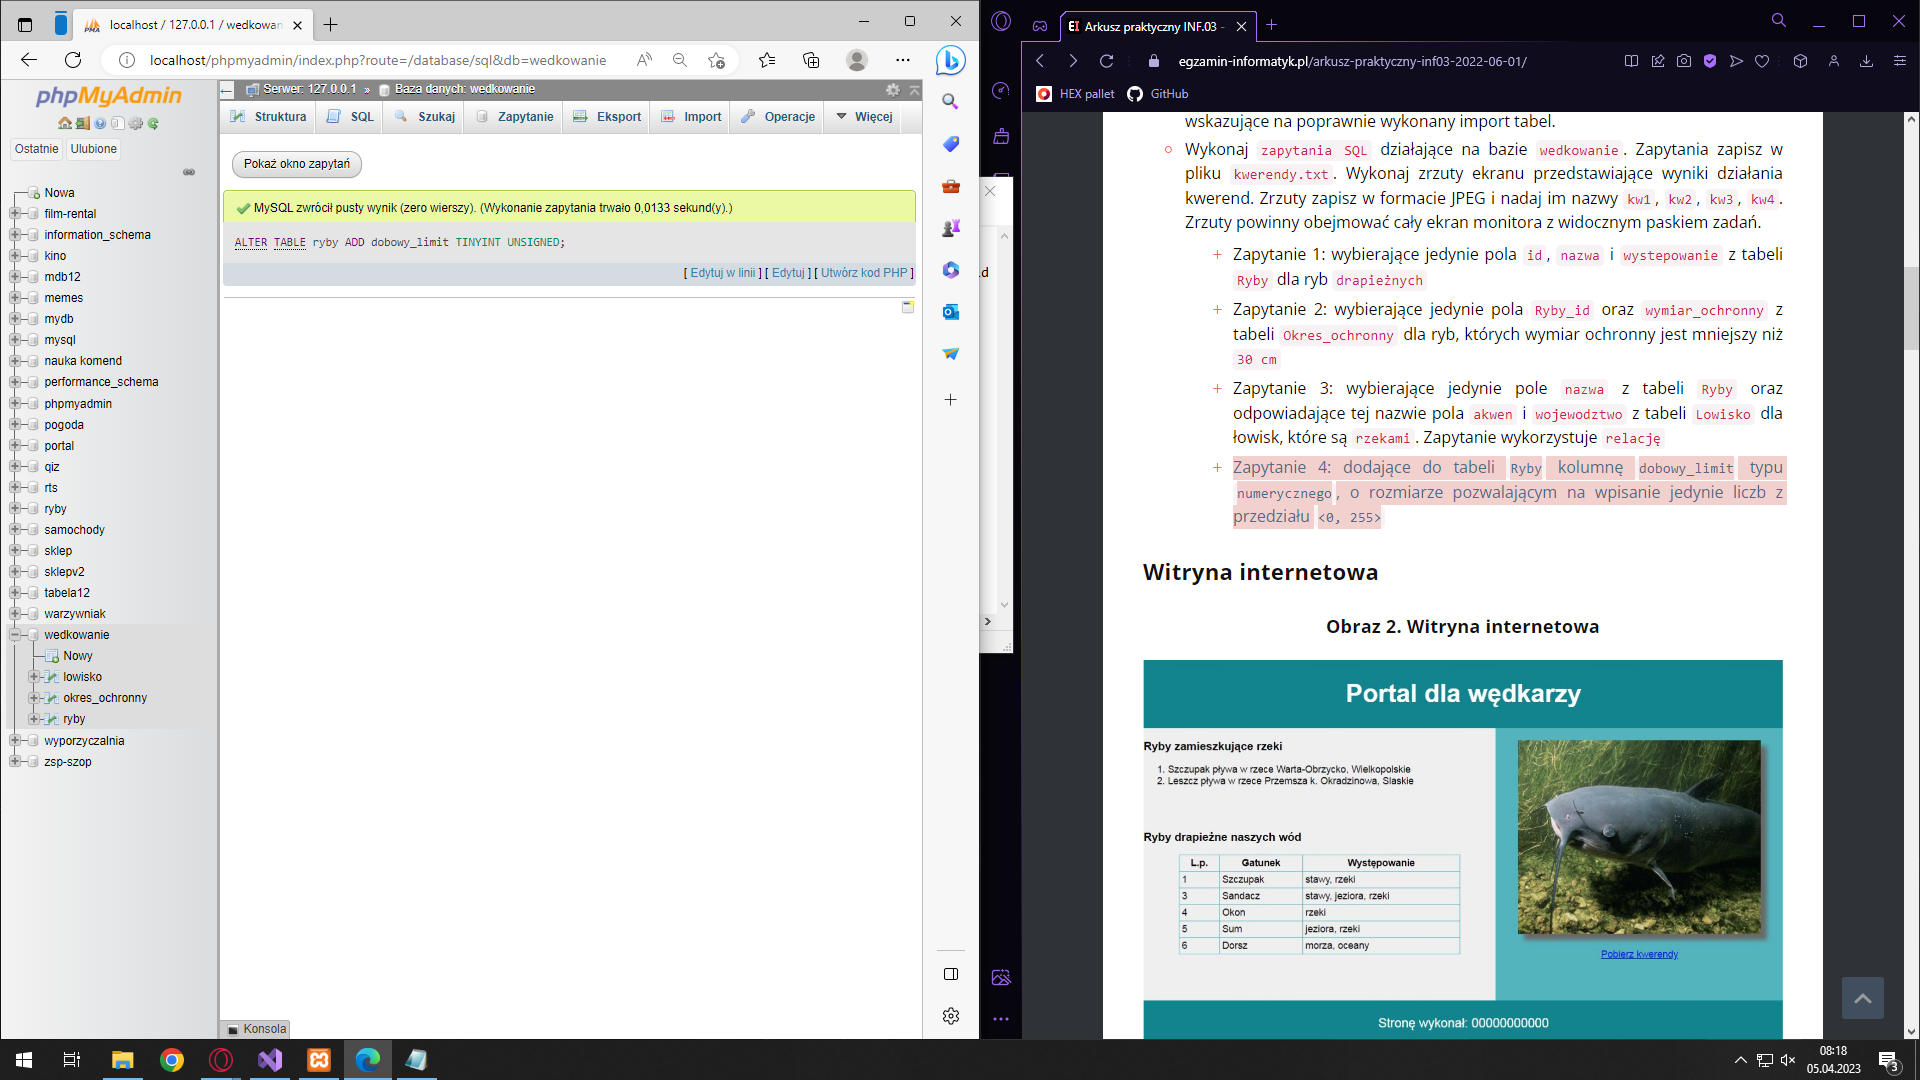 localhost / 127.0.0.1 / wedkowan
localhost/phpmyadmin/index.php?route=/database/sql&db=wedkowanie
phpMyAdmin
Ostatnie
Ulubione
Nowa
film-rental
information_schema
kino
mdb12
memes
mydb
mysql
nauka komend
performance_schema
phpmyadmin
pogoda
portal
qiz
rts
ryby
samochody
sklep
sklepv2
tabela12
warzywniak
wedkowanie
Nowy
lowisko
okres_ochronny
ryby
wyporzyczalnia
zsp-szop
Serwer: 127.0.0.1 » Baza danych: wedkowanie
Struktura
SQL
Szukaj
Zapytanie
Eksport
Import
Operacje
Więcej
Pokaż okno zapytań
MySQL zwrócił pusty wynik (zero wierszy). (Wykonanie zapytania trwało 0,0133 sekund(y).)
ALTER TABLE ryby ADD dobowy_limit TINYINT UNSIGNED;
[ Edytuj w linii ] [ Edytuj ] [ Utwórz kod PHP ]
Konsola
d
Arkusz praktyczny INF.03 -
egzamin-informatyk.pl/arkusz-praktyczny-inf03-2022-06-01/
HEX pallet
GitHub
wskazujące na poprawnie wykonany import tabel.
Wykonaj zapytania SQL działające na bazie wedkowanie. Zapytania zapisz w
pliku kwerendy.txt. Wykonaj zrzuty ekranu przedstawiające wyniki działania
kwerend. Zrzuty zapisz w formacie JPEG i nadaj im nazwy kw1, kw2, kw3, kw4.
Zrzuty powinny obejmować cały ekran monitora z widocznym paskiem zadań.
+ Zapytanie 1: wybierające jedynie pola id, nazwa i wystepowanie z tabeli
Ryby dla ryb drapieżnych
+ Zapytanie 2: wybierające jedynie pola Ryby_id oraz wymiar_ochronny z
tabeli Okres_ochronny dla ryb, których wymiar ochronny jest mniejszy niż
30 cm
+ Zapytanie 3: wybierające jedynie pole nazwa z tabeli Ryby oraz
odpowiadające tej nazwie pola akwen i wojewodztwo z tabeli Lowisko dla
łowisk, które są rzekami. Zapytanie wykorzystuje relację
+ Zapytanie 4: dodające do tabeli Ryby kolumnę dobowy_limit typu
numerycznego, o rozmiarze pozwalającym na wpisanie jedynie liczb z
przedziału <0, 255>
Witryna internetowa
Obraz 2. Witryna internetowa
Portal dla wędkarzy
Ryby zamieszkujące rzeki
1. Szczupak pływa w rzece Warta-Obrzycko, Wielkopolskie
2. Leszcz pływa w rzece Przemsza k. Okradzinowa, Slaskie
Ryby drapieżne naszych wód
L.p. Gatunek Występowanie
1 Szczupak stawy, rzeki
3 Sandacz stawy, jeziora, rzeki
4 Okon rzeki
5 Sum jeziora, rzeki
6 Dorsz morza, oceany
Pobierz kwerendy
Stronę wykonał: 00000000000
08:18
05.04.2023
3